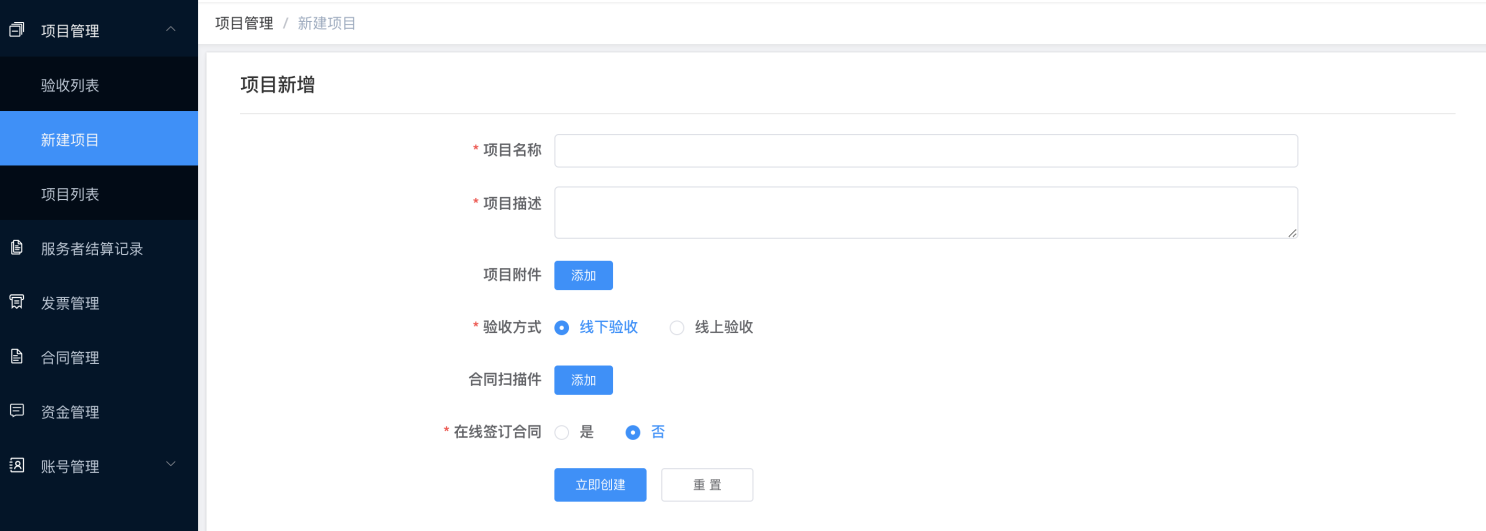 项目管理
验收列表
新建项目
项目列表
服务者结算记录
发票管理
合同管理
资金管理
账号管理
项目管理 / 新建项目
项目新增
* 项目名称
* 项目描述
项目附件 添加
* 验收方式 线下验收 线上验收
合同扫描件 添加
* 在线签订合同 是 否
立即创建 重 置